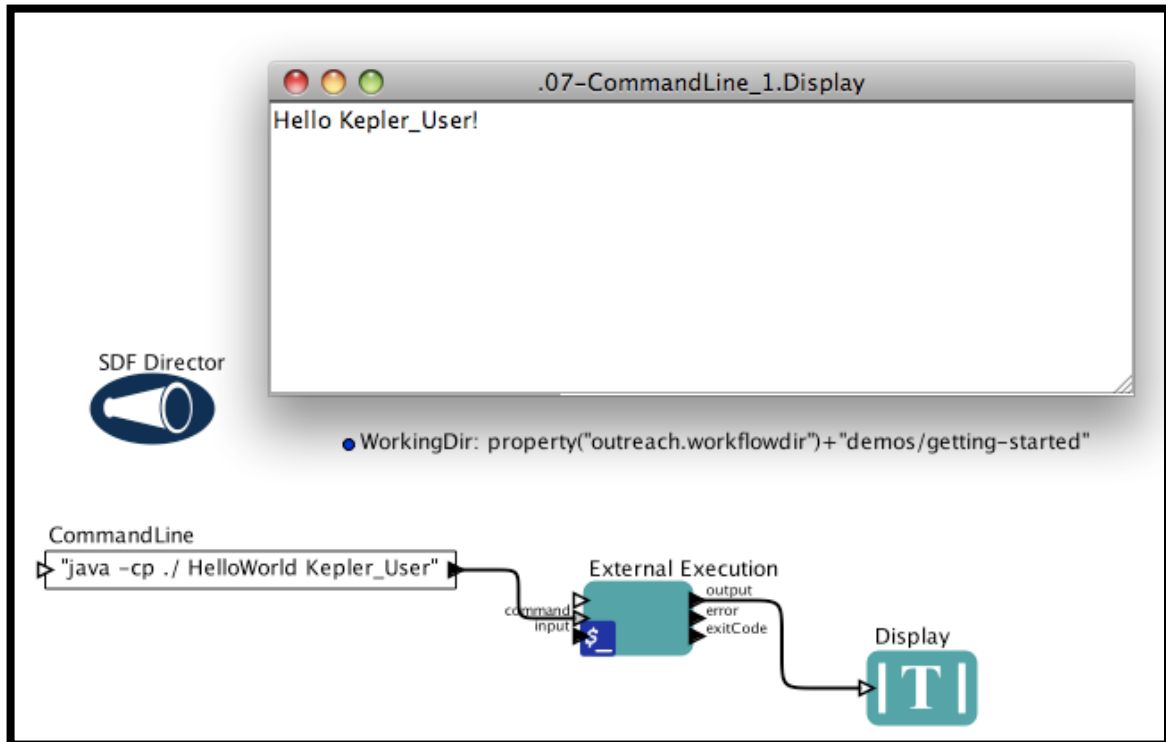 .07-CommandLine_1.Display
Hello Kepler_User!
SDF Director
WorkingDir: property("outreach.workflowdir")+"demos/getting-started"
CommandLine
"java -cp ./ HelloWorld Kepler_User"
External Execution
command
input
$_
output
error
exitCode
Display
T